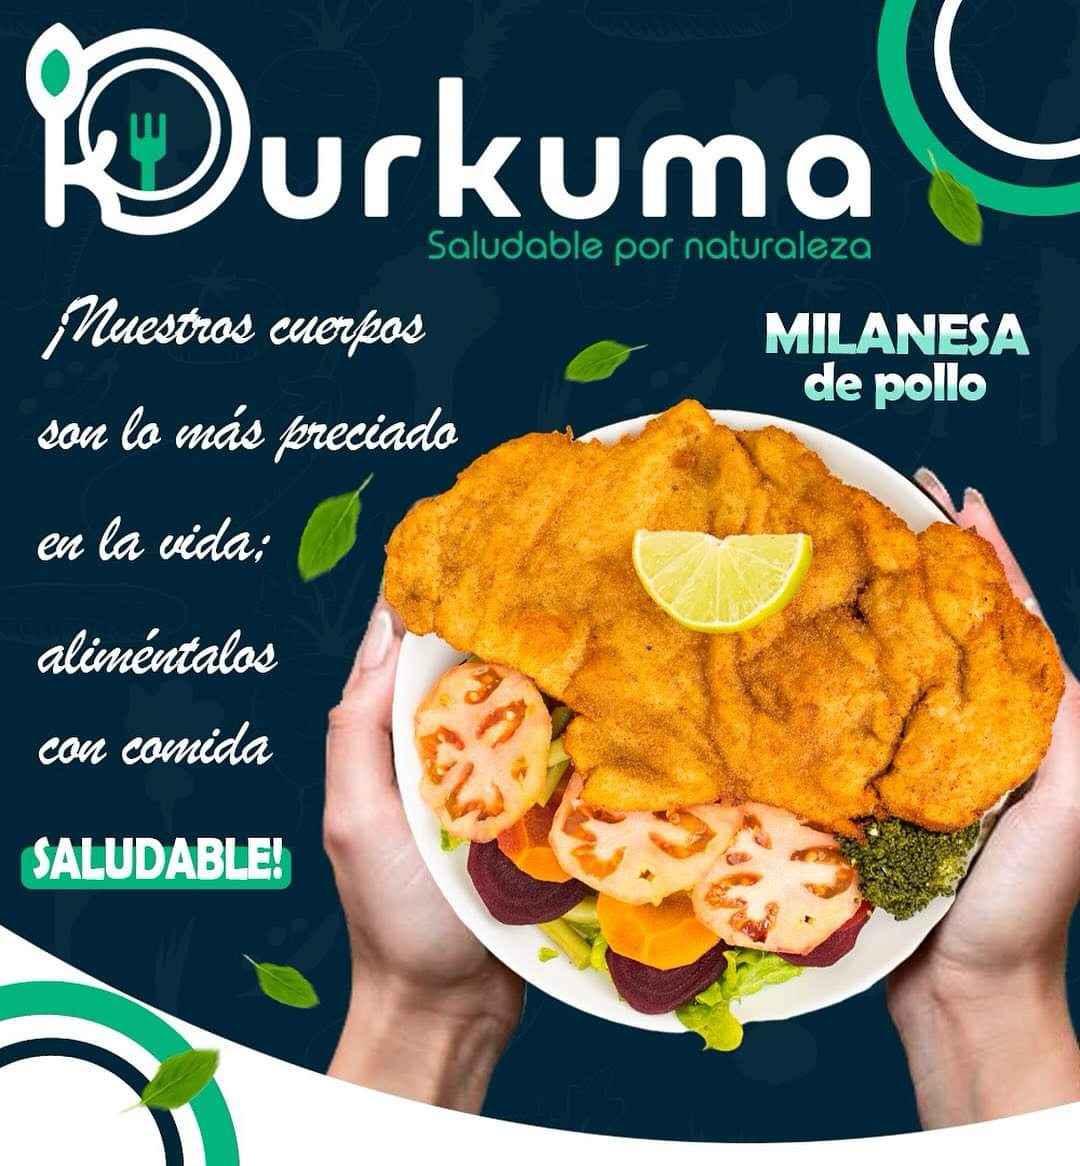 Kurkuma
Saludable por naturaleza
¡Nuestros cuerpos
son lo más preciado
en la vida;
aliméntalos
con comida
SALUDABLE!
MILANESA
de pollo